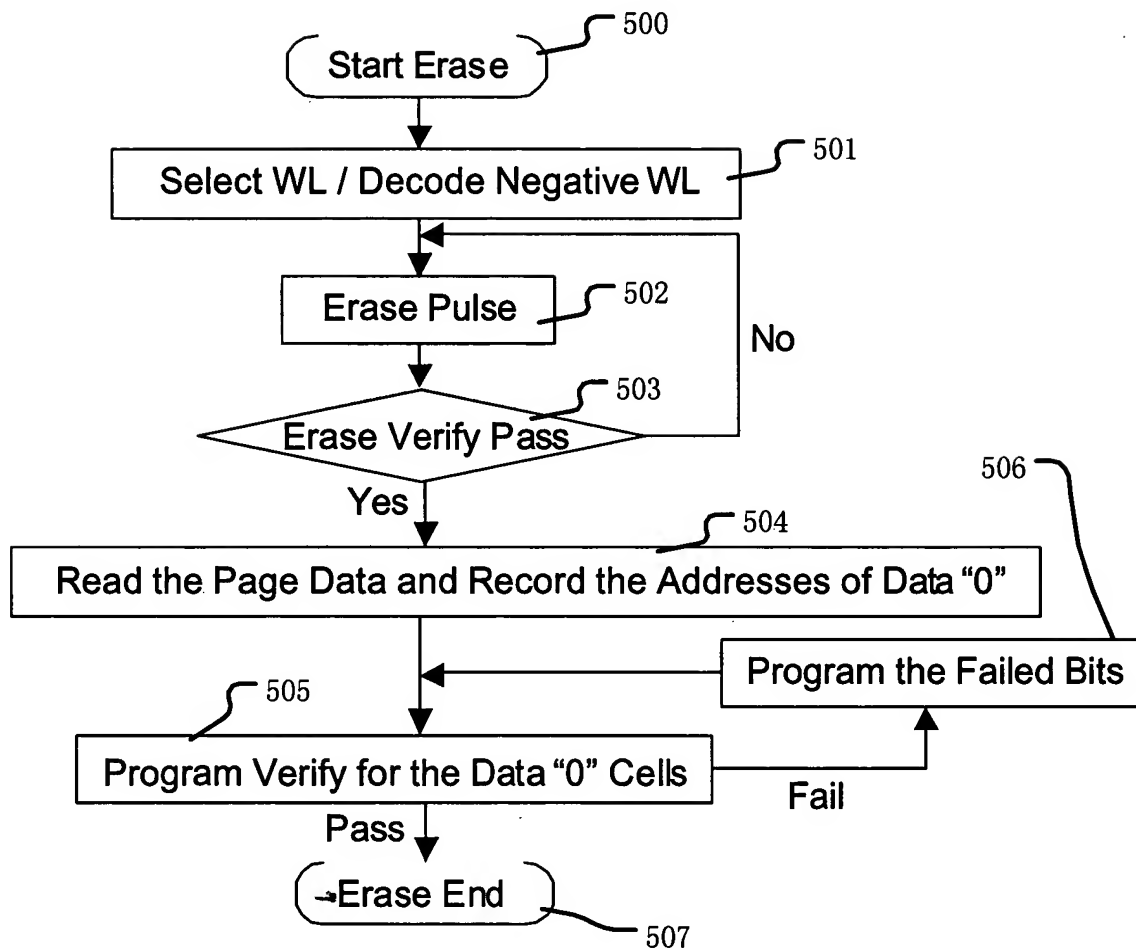 500
Start Erase
501
Select WL / Decode Negative WL
Erase Pulse
502
No
503
Erase Verify Pass
506
Yes
504
Read the Page Data and Record the Addresses of Data “0”
Program the Failed Bits
505
Program Verify for the Data “0” Cells
Fail
Pass
Erase End
507